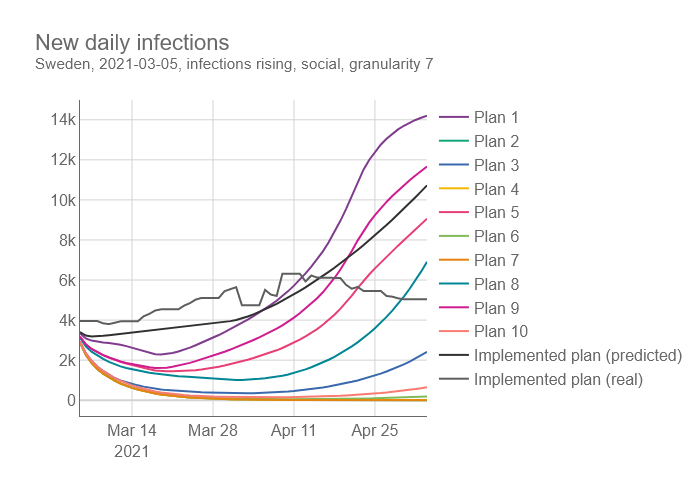 New daily infections
Sweden, 2021-03-05, infections rising, social, granularity 7
14k
12k
10k
8k
6k
4k
2k
0
Mar 14
2021
Mar 28
Apr 11
Apr 25
Plan 1
Plan 2
Plan 3
Plan 4
Plan 5
Plan 6
Plan 7
Plan 8
Plan 9
Plan 10
Implemented plan (predicted)
Implemented plan (real)